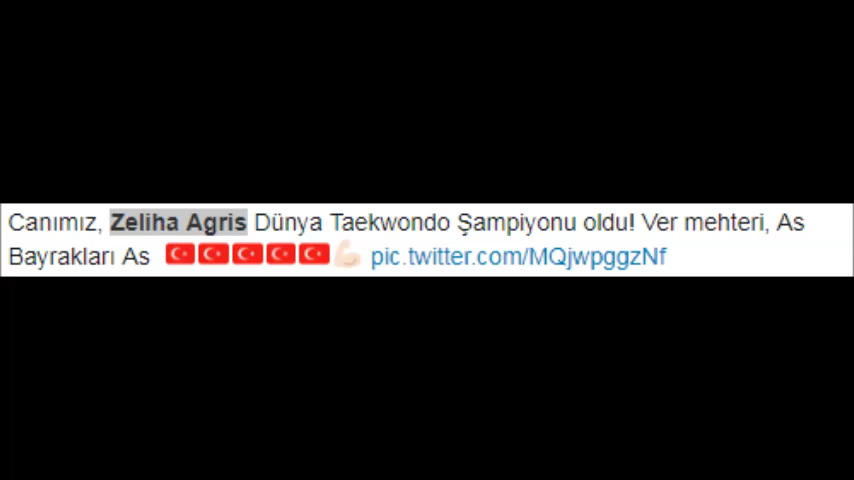 Canımız, Zeliha Agris Dünya Taekwondo Şampiyonu oldu! Ver mehteri, As
Bayrakları As 🇹🇷🇹🇷🇹🇷🇹🇷🇹🇷💪🏻 pic.twitter.com/MQjwpggzNf